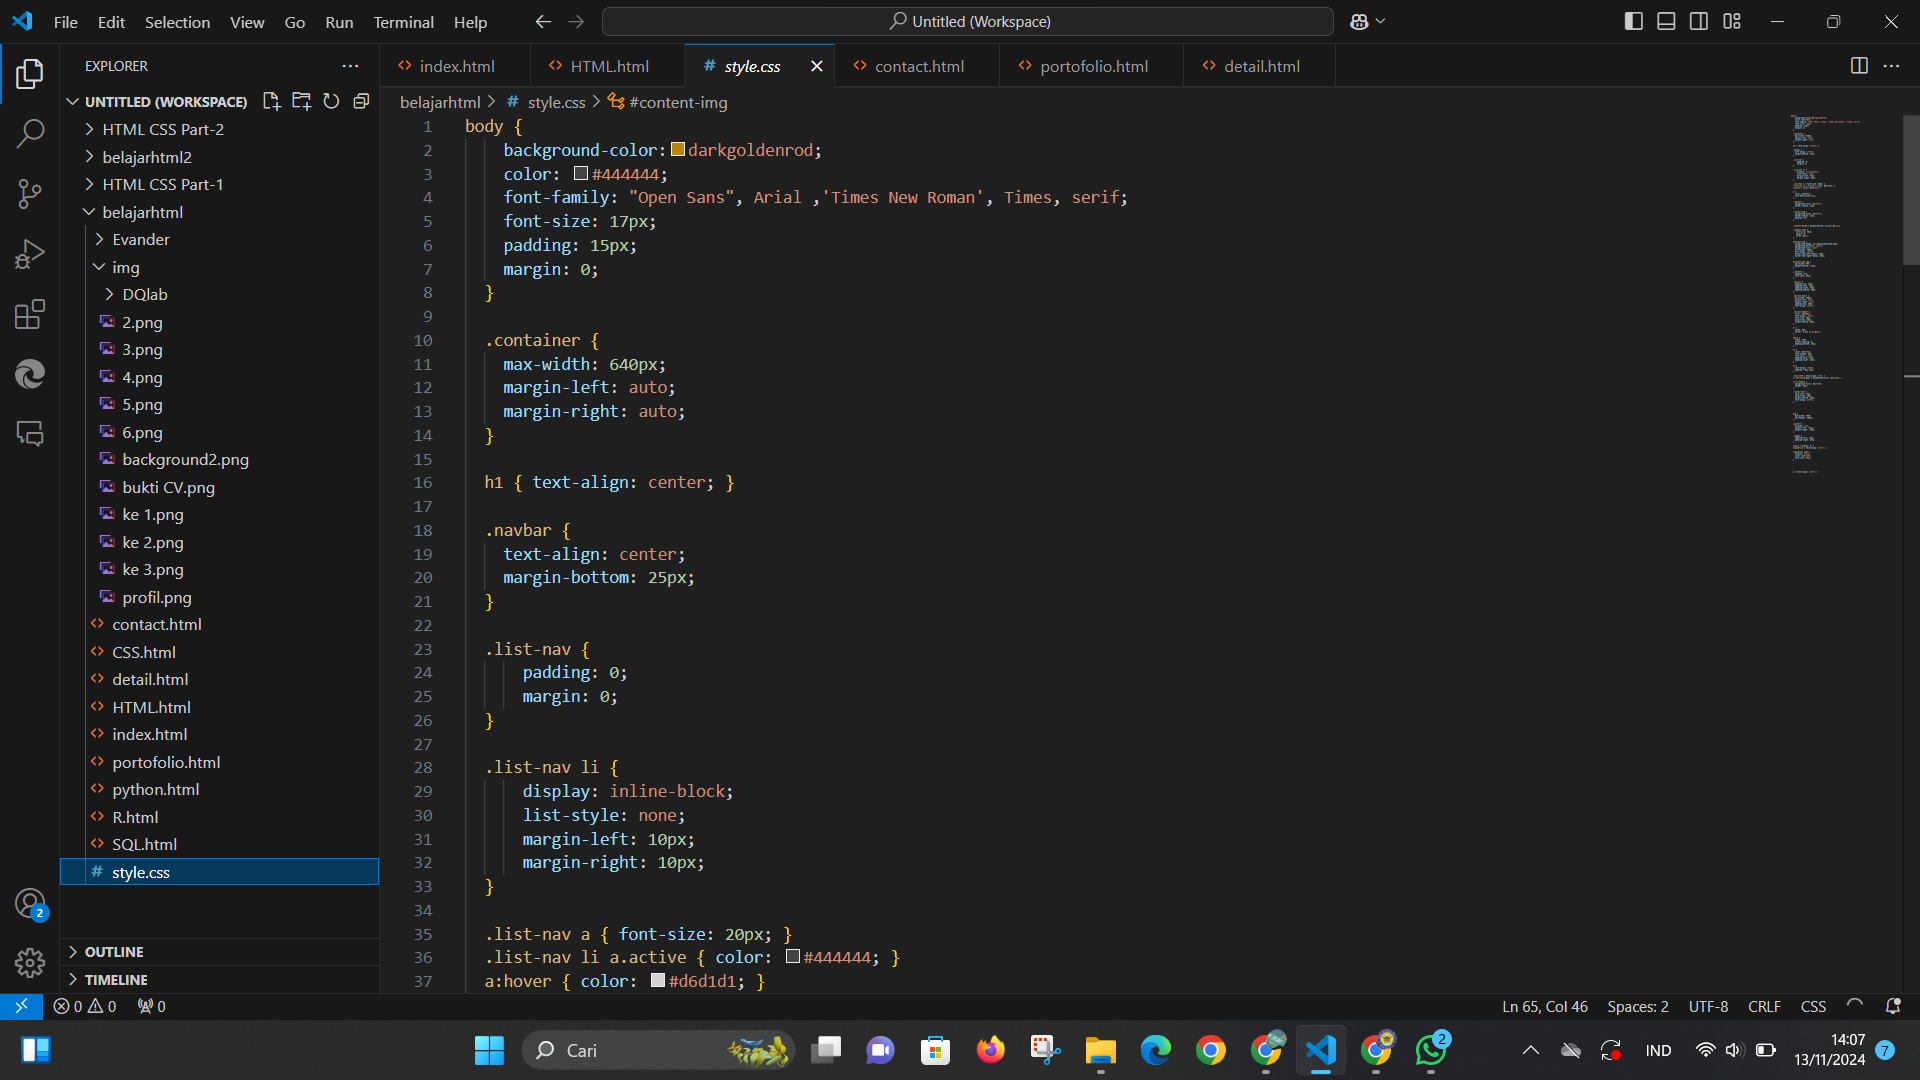 File Edit Selection View Go Run Terminal Help
Untitled (Workspace)
EXPLORER
index.html
HTML.html
# style.css
contact.html
portofolio.html
detail.html
UNTITLED (WORKSPACE)
HTML CSS Part-2
belajarhtml2
HTML CSS Part-1
belajarhtml
Evander
img
DQlab
2.png
3.png
4.png
5.png
6.png
background2.png
bukti CV.png
ke 1.png
ke 2.png
ke 3.png
profil.png
contact.html
CSS.html
detail.html
HTML.html
index.html
portofolio.html
python.html
R.html
SQL.html
# style.css
OUTLINE
TIMELINE
2
belajarhtml > # style.css > #content-img
1 body {
2 background-color: darkgoldenrod;
3 color: #444444;
4 font-family: "Open Sans", Arial ,'Times New Roman', Times, serif;
5 font-size: 17px;
6 padding: 15px;
7 margin: 0;
8 }
9
10 .container {
11 max-width: 640px;
12 margin-left: auto;
13 margin-right: auto;
14 }
15
16 h1 { text-align: center; }
17
18 .navbar {
19 text-align: center;
20 margin-bottom: 25px;
21 }
22
23 .list-nav {
24 padding: 0;
25 margin: 0;
26 }
27
28 .list-nav li {
29 display: inline-block;
30 list-style: none;
31 margin-left: 10px;
32 margin-right: 10px;
33 }
34
35 .list-nav a { font-size: 20px; }
36 .list-nav li a.active { color: #444444; }
37 a:hover { color: #d6d1d1; }
0 0 0
Ln 65, Col 46 Spaces: 2 UTF-8 CRLF CSS
Cari
2
IND
14:07
13/11/2024
7